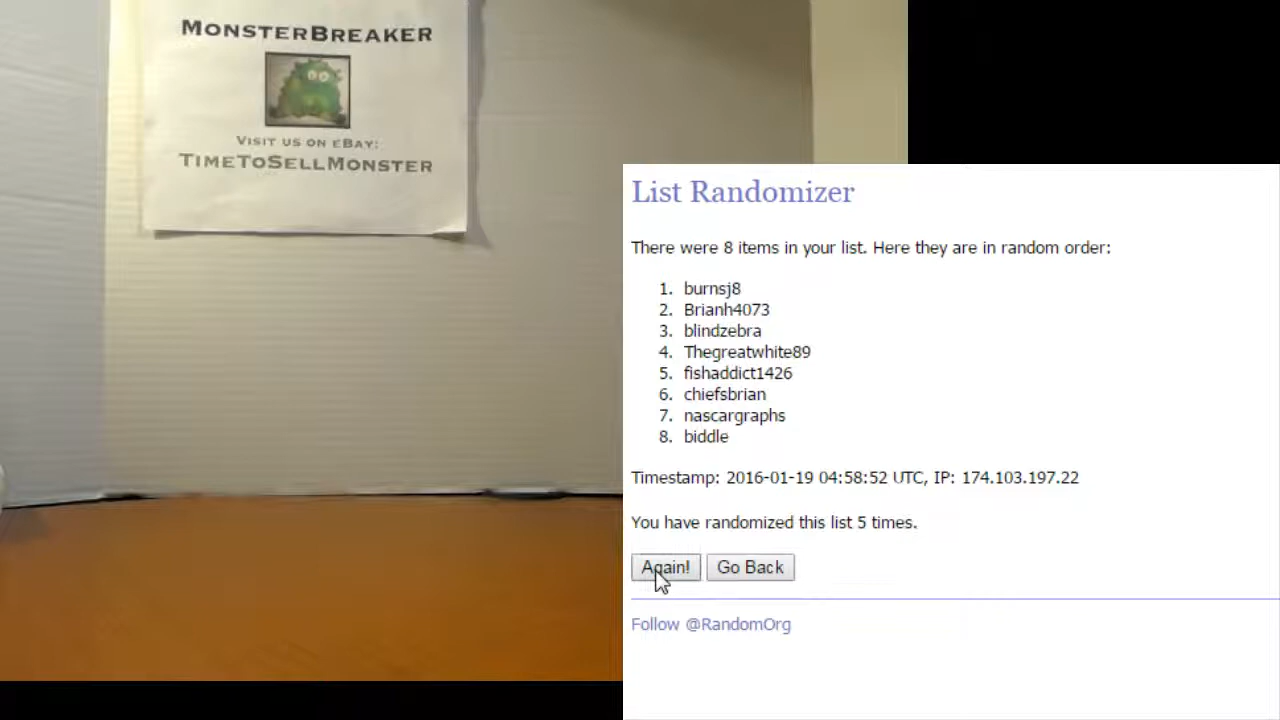 MonsterBreaker
Visit us on eBay:
TimeToSellMonster
List Randomizer
There were 8 items in your list. Here they are in random order:
1. burnsj8
2. Brianh4073
3. blindzebra
4. Thegreatwhite89
5. fishaddict1426
6. chiefsbrian
7. nascargraphs
8. biddle
Timestamp: 2016-01-19 04:58:52 UTC, IP: 174.103.197.22
You have randomized this list 5 times.
Again! Go Back
Follow @RandomOrg